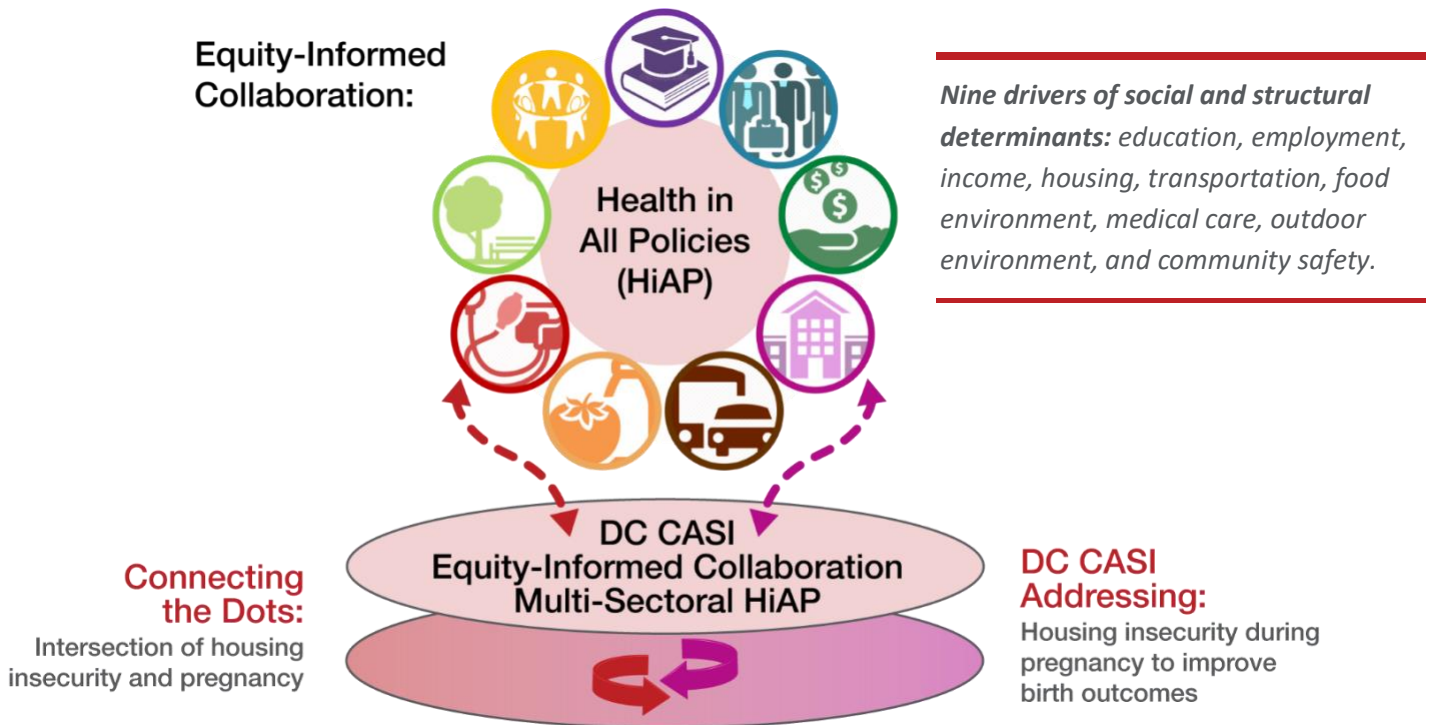 Equity-Informed
Collaboration:
Nine drivers of social and structural
determinants: education, employment,
income, housing, transportation, food
environment, medical care, outdoor
environment, and community safety.
Health in
All Policies
(HiAP)
DC CASI
Equity-Informed Collaboration
Multi-Sectoral HiAP
Connecting
the Dots:
Intersection of housing
insecurity and pregnancy
DC CASI
Addressing:
Housing insecurity during
pregnancy to improve
birth outcomes